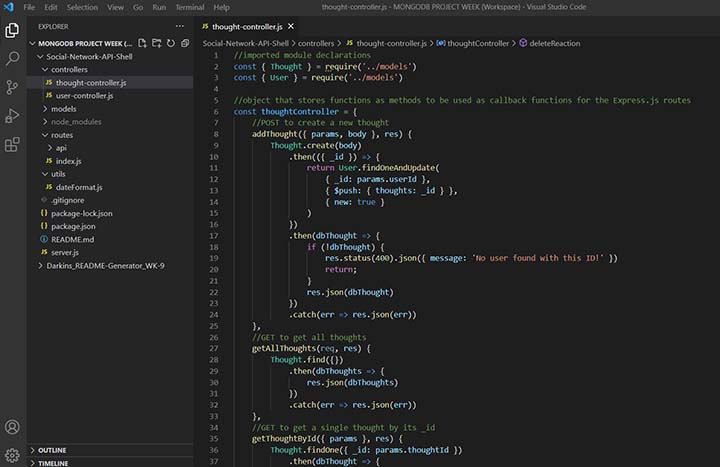 File Edit Selection View Go Run Terminal Help
thought-controller.js - MONGODB PROJECT WEEK (Workspace) - Visual Studio Code
EXPLORER
MONGODB PROJECT WEEK (...
Social-Network-API-Shell
controllers
JS thought-controller.js
JS user-controller.js
models
node_modules
routes
api
JS index.js
utils
JS dateFormat.js
.gitignore
{} package-lock.json
{} package.json
README.md
JS server.js
Darkins_README-Generator_WK-9
OUTLINE
TIMELINE
JS thought-controller.js
Social-Network-API-Shell > controllers > JS thought-controller.js > thoughtController > deleteReaction
1 //imported module declarations
2 const { Thought } = require('../models')
3 const { User } = require('../models')
4
5 //object that stores functions as methods to be used as callback functions for the Express.js routes
6 const thoughtController = {
7 //POST to create a new thought
8 addThought({ params, body }, res) {
9 Thought.create(body)
10 .then(({ _id }) => {
11 return User.findOneAndUpdate(
12 { _id: params.userId },
13 { $push: { thoughts: _id } },
14 { new: true }
15 )
16 })
17 .then(dbThought => {
18 if (!dbThought) {
19 res.status(400).json({ message: 'No user found with this ID!' })
20 return;
21 }
22 res.json(dbThought)
23 })
24 .catch(err => res.json(err))
25 },
26 //GET to get all thoughts
27 getAllThoughts(req, res) {
28 Thought.find({})
29 .then(dbThoughts => {
30 res.json(dbThoughts)
31 })
32 .catch(err => res.json(err))
33 },
34 //GET to get a single thought by its _id
35 getThoughtById({ params }, res) {
36 Thought.findOne({ _id: params.thoughtId })
37 .then(dbThought => {